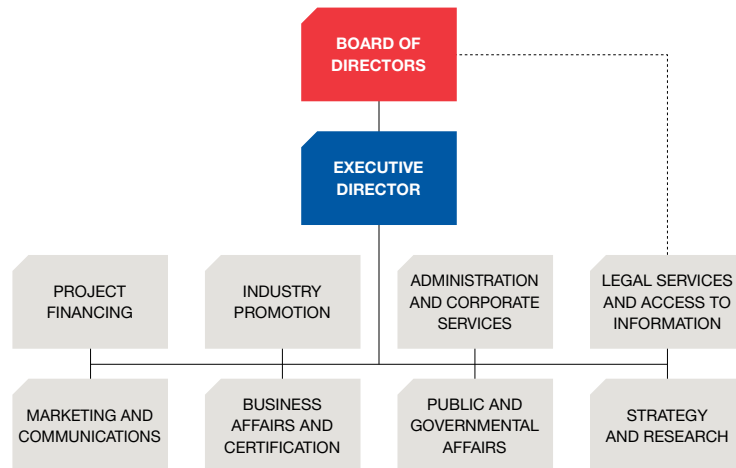 BOARD OF
DIRECTORS
EXECUTIVE
DIRECTOR
PROJECT
FINANCING
INDUSTRY
PROMOTION
ADMINISTRATION
AND CORPORATE
SERVICES
LEGAL SERVICES
AND ACCESS TO
INFORMATION
MARKETING AND
COMMUNICATIONS
BUSINESS
AFFAIRS AND
CERTIFICATION
PUBLIC AND
GOVERNMENTAL
AFFAIRS
STRATEGY
AND RESEARCH